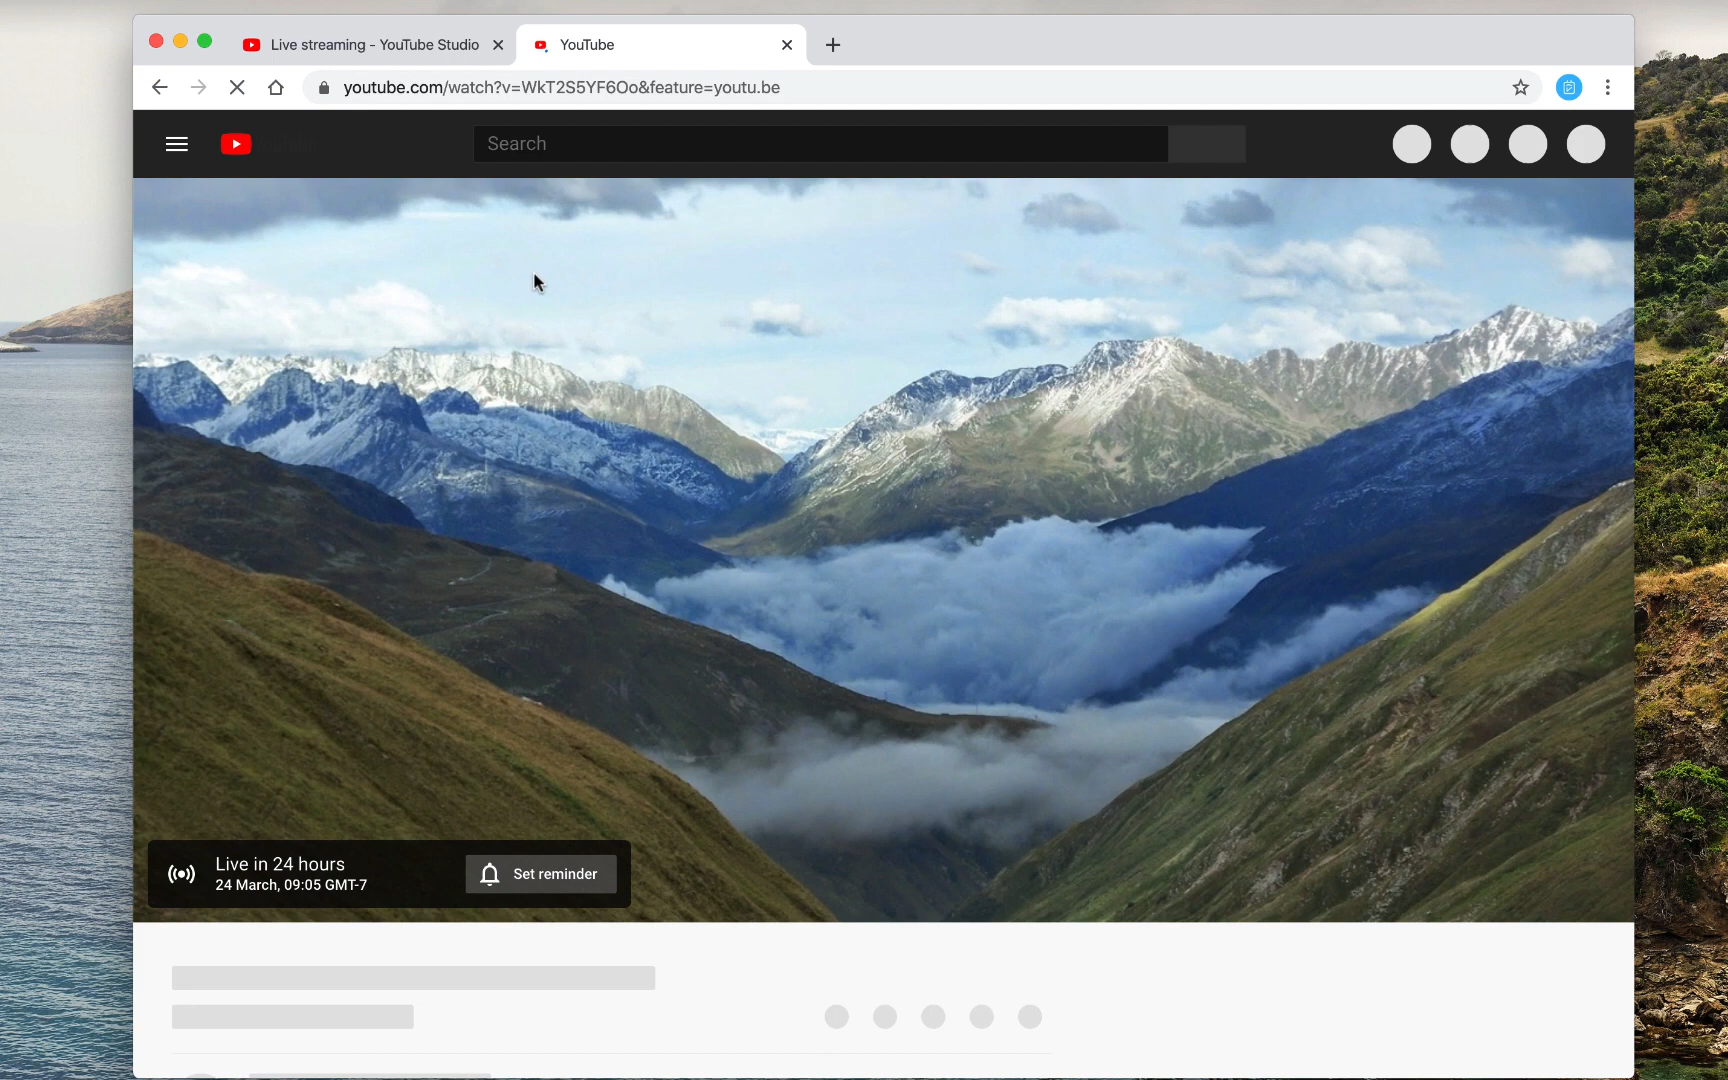 Live streaming - YouTube Studio
YouTube
youtube.com/watch?v=WkT2S5YF6Oo&feature=youtu.be
Search
Live in 24 hours
24 March, 09:05 GMT-7
Set reminder